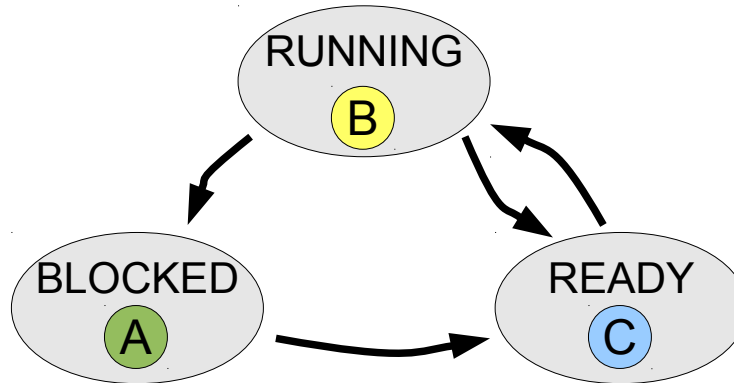 RUNNING
B
BLOCKED
A
READY
C